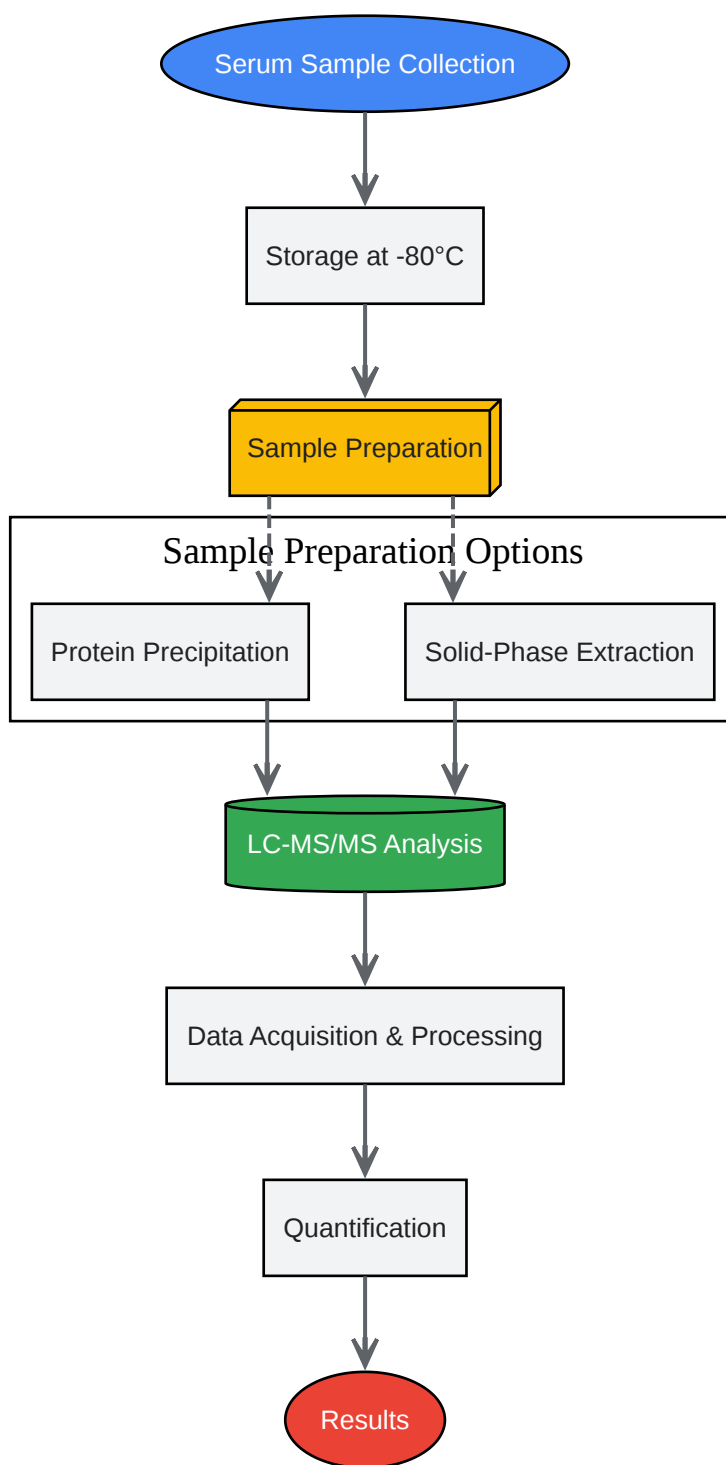 Serum Sample Collection
Storage at -80°C
Sample Preparation
Sample Preparation Options
Protein Precipitation
Solid-Phase Extraction
LC-MS/MS Analysis
Data Acquisition & Processing
Quantification
Results